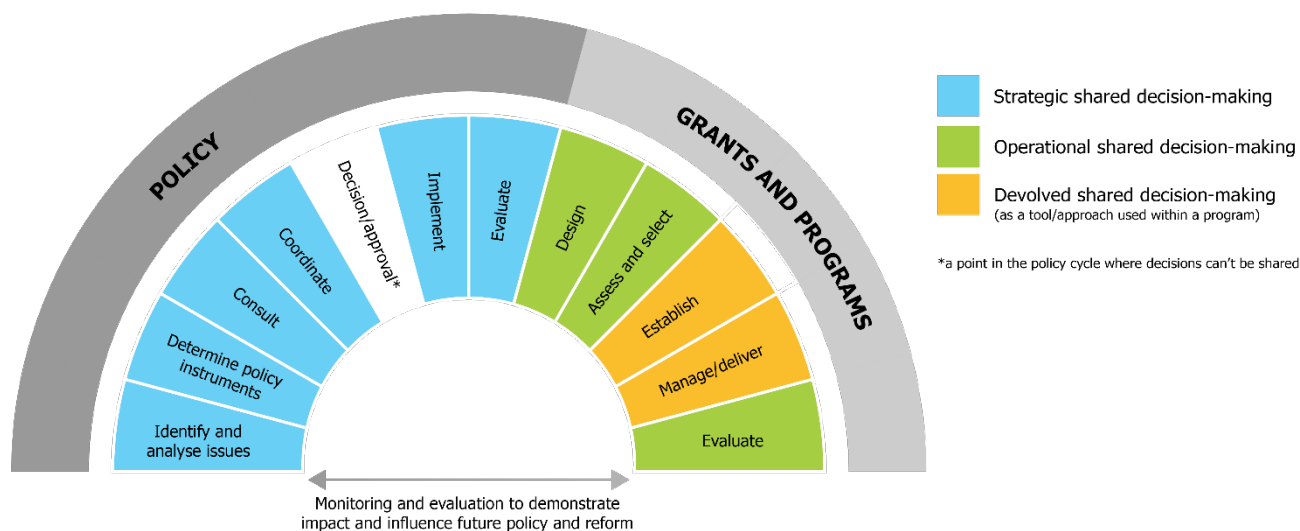 POLICY
GRANTS AND PROGRAMS
Identify and
analyse issues
Determine policy
instruments
Consult
Coordinate
Decision/approval*
Implement
Evaluate
Design
Assess and select
Establish
Manage/deliver
Evaluate
Monitoring and evaluation to demonstrate
impact and influence future policy and reform
Strategic shared decision-making
Operational shared decision-making
Devolved shared decision-making
(as a tool/approach used within a program)
*a point in the policy cycle where decisions can't be shared